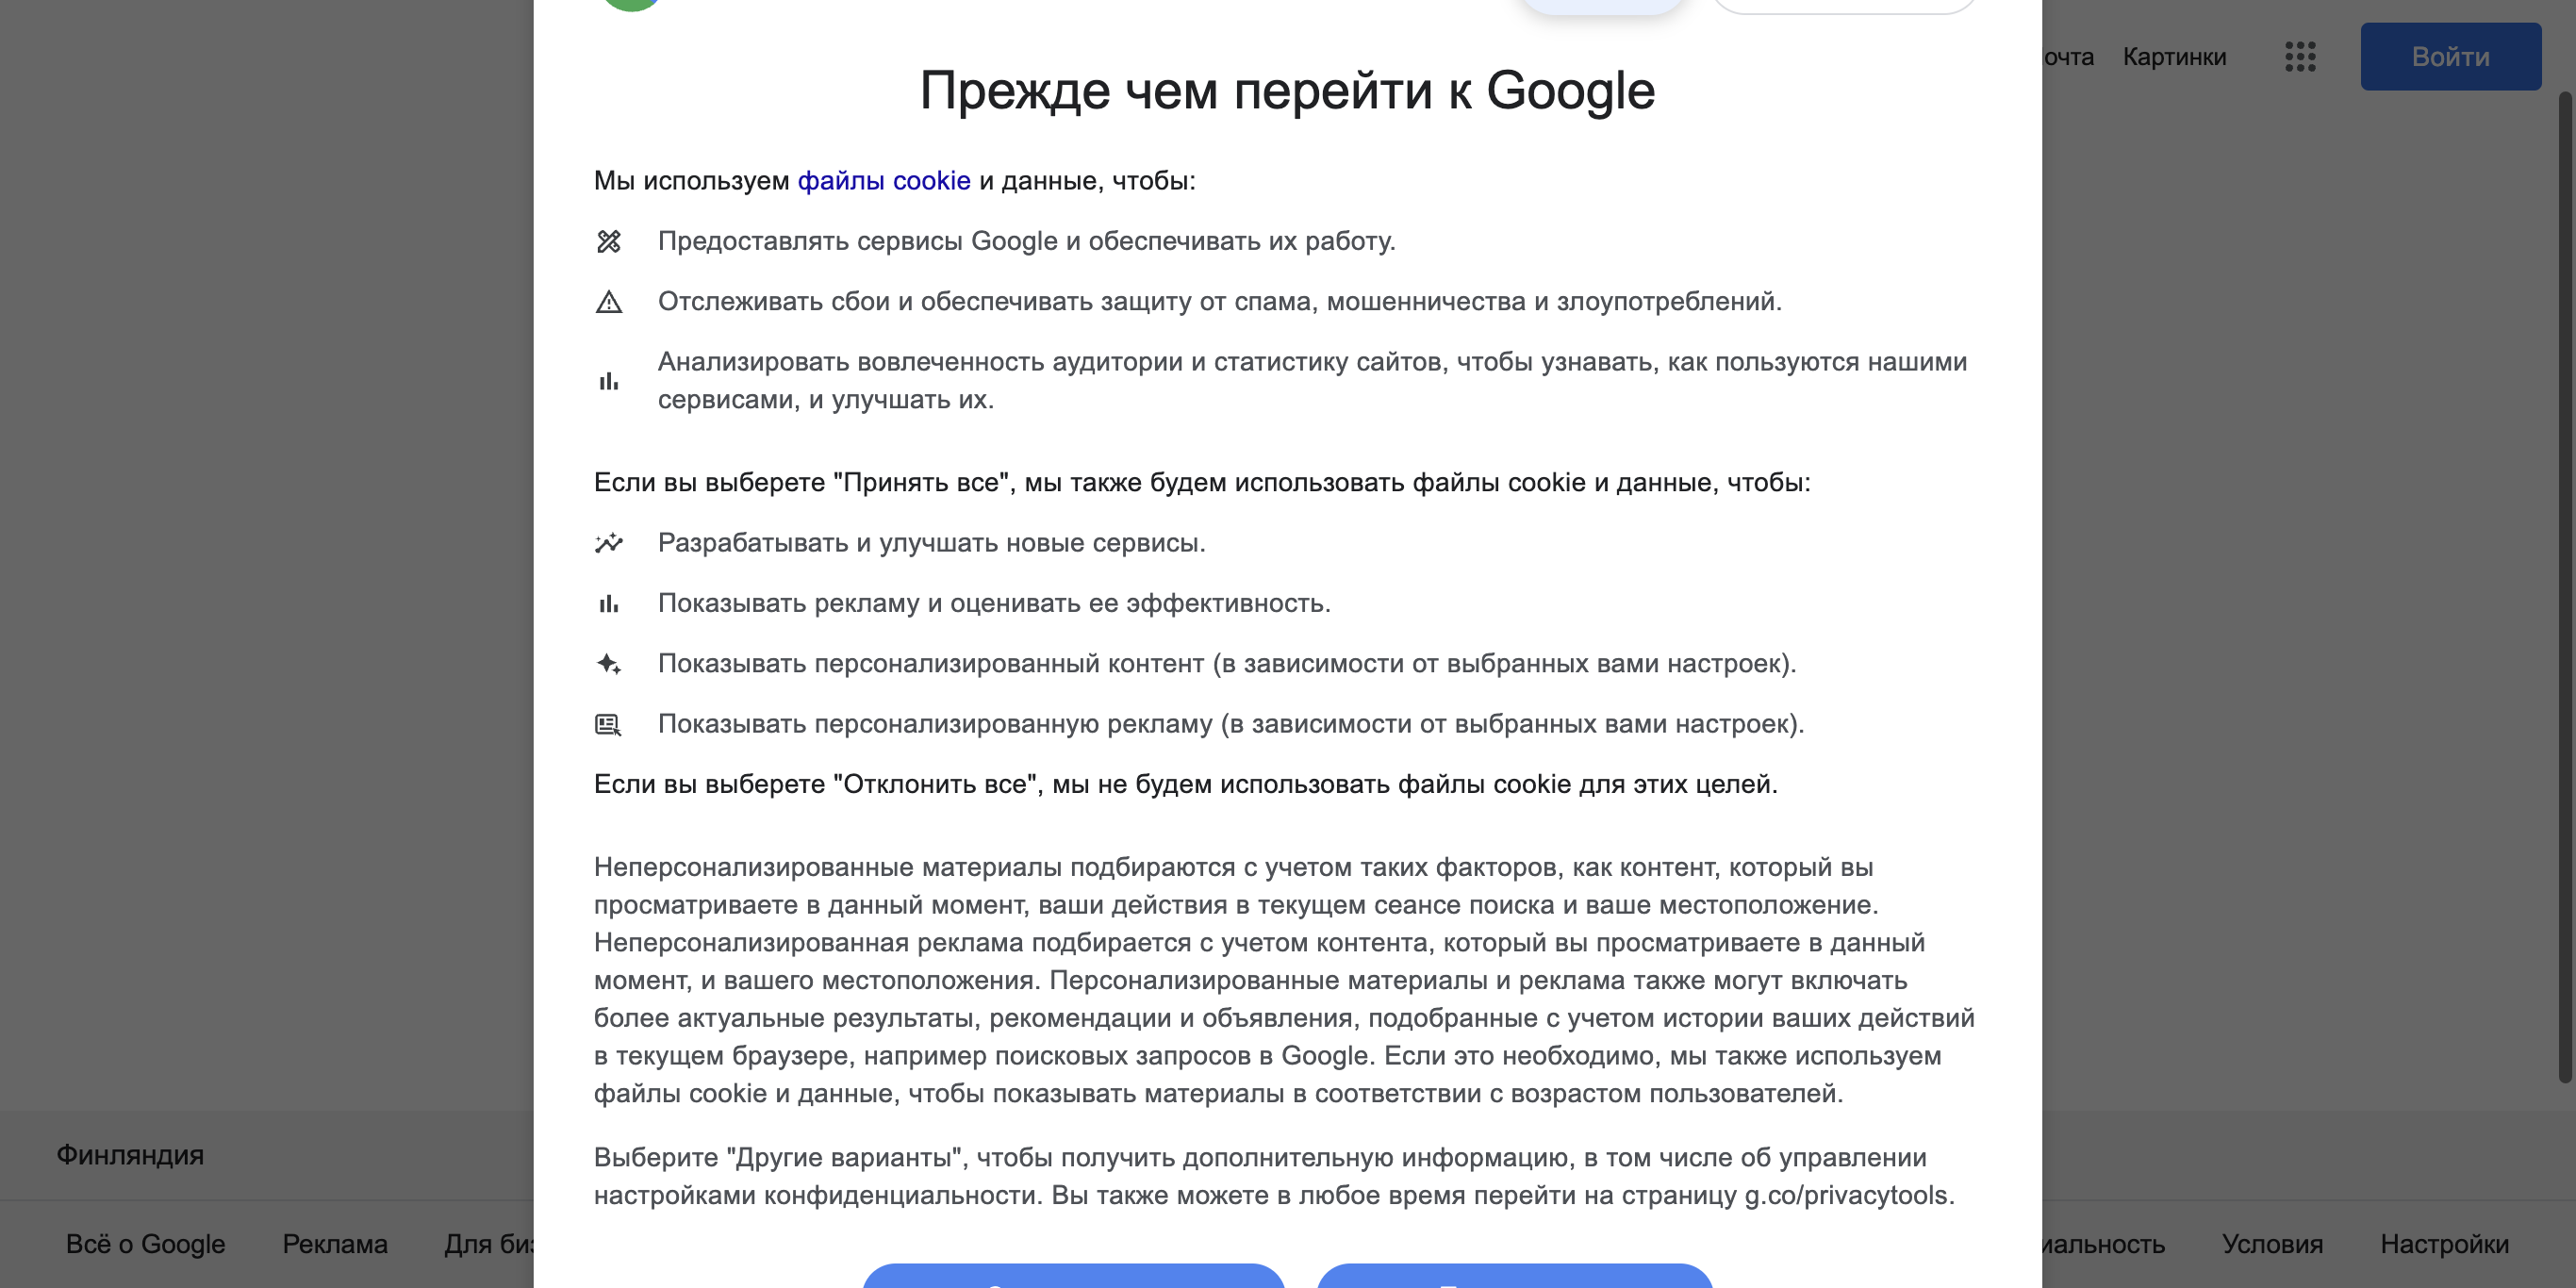 Картинки
Войти
Прежде чем перейти к Google
Мы используем файлы cookie и данные, чтобы:
Предоставлять сервисы Google и обеспечивать их работу.
Отслеживать сбои и обеспечивать защиту от спама, мошенничества и злоупотреблений.
Анализировать вовлеченность аудитории и статистику сайтов, чтобы узнавать, как пользуются нашими
сервисами, и улучшать их.
Если вы выберете "Принять все", мы также будем использовать файлы cookie и данные, чтобы:
Разрабатывать и улучшать новые сервисы.
Показывать рекламу и оценивать ее эффективность.
Показывать персонализированный контент (в зависимости от выбранных вами настроек).
Показывать персонализированную рекламу (в зависимости от выбранных вами настроек).
Если вы выберете "Отклонить все", мы не будем использовать файлы cookie для этих целей.
Неперсонализированные материалы подбираются с учетом таких факторов, как контент, который вы
просматриваете в данный момент, ваши действия в текущем сеансе поиска и ваше местоположение.
Неперсонализированная реклама подбирается с учетом контента, который вы просматриваете в данный
момент, и вашего местоположения. Персонализированные материалы и реклама также могут включать
более актуальные результаты, рекомендации и объявления, подобранные с учетом истории ваших действий
в текущем браузере, например поисковых запросов в Google. Если это необходимо, мы также используем
файлы cookie и данные, чтобы показывать материалы в соответствии с возрастом пользователей.
Выберите "Другие варианты", чтобы получить дополнительную информацию, в том числе об управлении
настройками конфиденциальности. Вы также можете в любое время перейти на страницу g.co/privacytools.
Финляндия
Всё о Google
Реклама
Для
Условия
Настройки